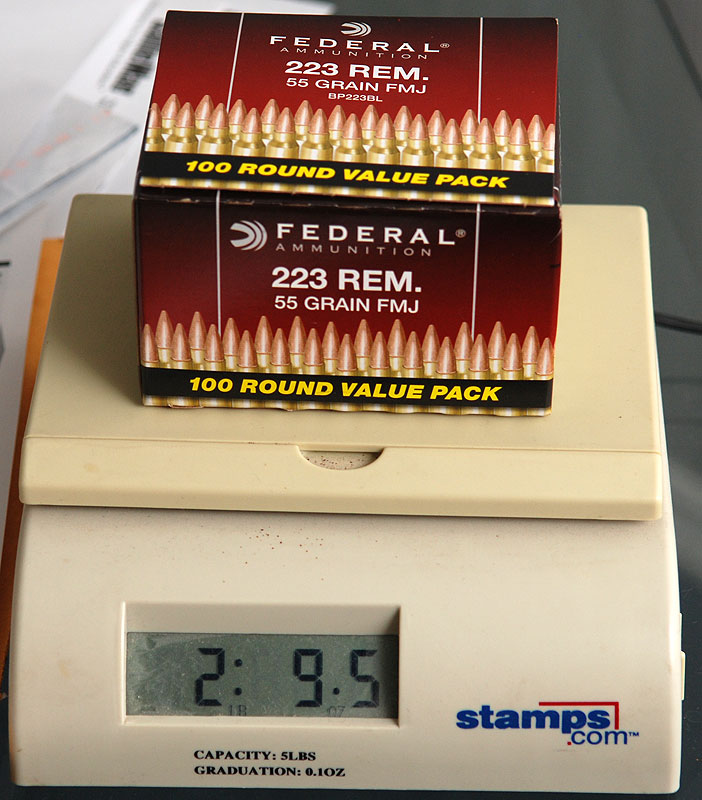 FEDERAL®
AMMUNITION
223 REM.
55 GRAIN FMJ
BP223BL
100 ROUND VALUE PACK
FEDERAL®
AMMUNITION
223 REM.
55 GRAIN FMJ
100 ROUND VALUE PACK
2: 9.5
LB OZ
stamps
.com™
CAPACITY: 5LBS
GRADUATION: 0.1OZ